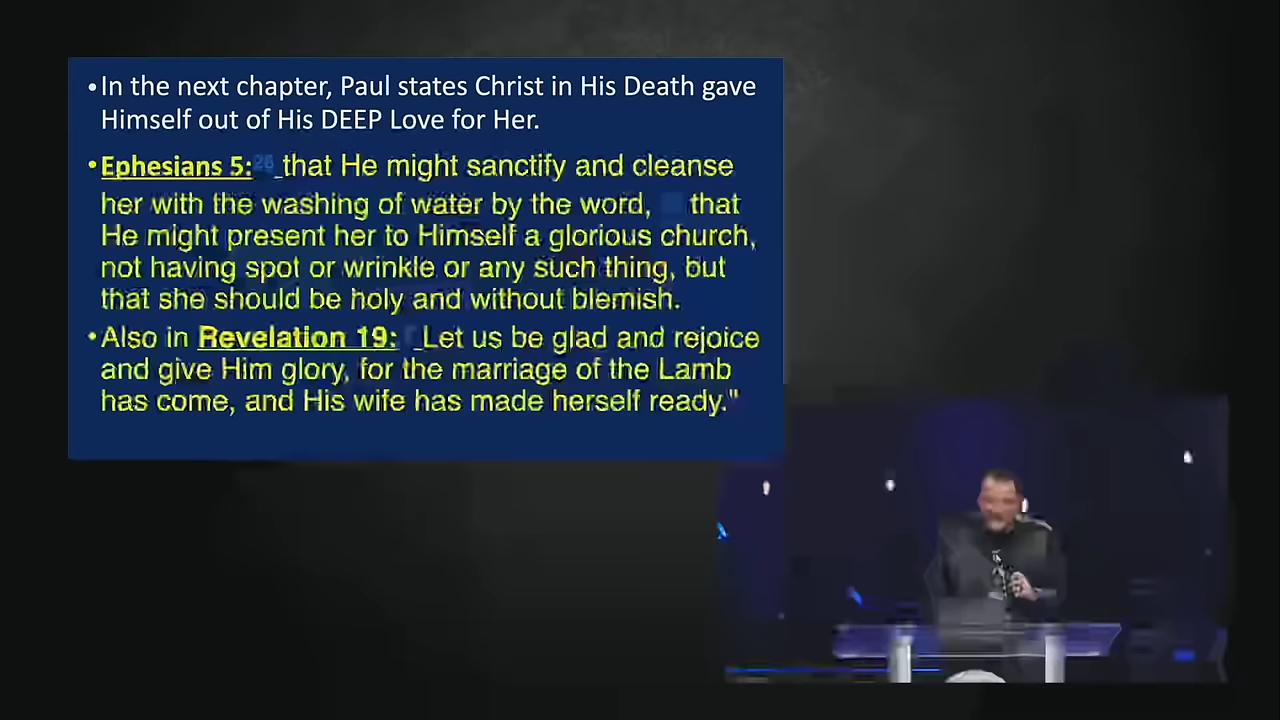 •In the next chapter, Paul states Christ in His Death gave
Himself out of His DEEP Love for Her.
•Ephesians 5:26 that He might sanctify and cleanse
her with the washing of water by the word, that
He might present her to Himself a glorious church,
not having spot or wrinkle or any such thing, but
that she should be holy and without blemish.
•Also in Revelation 19: Let us be glad and rejoice
and give Him glory, for the marriage of the Lamb
has come, and His wife has made herself ready."